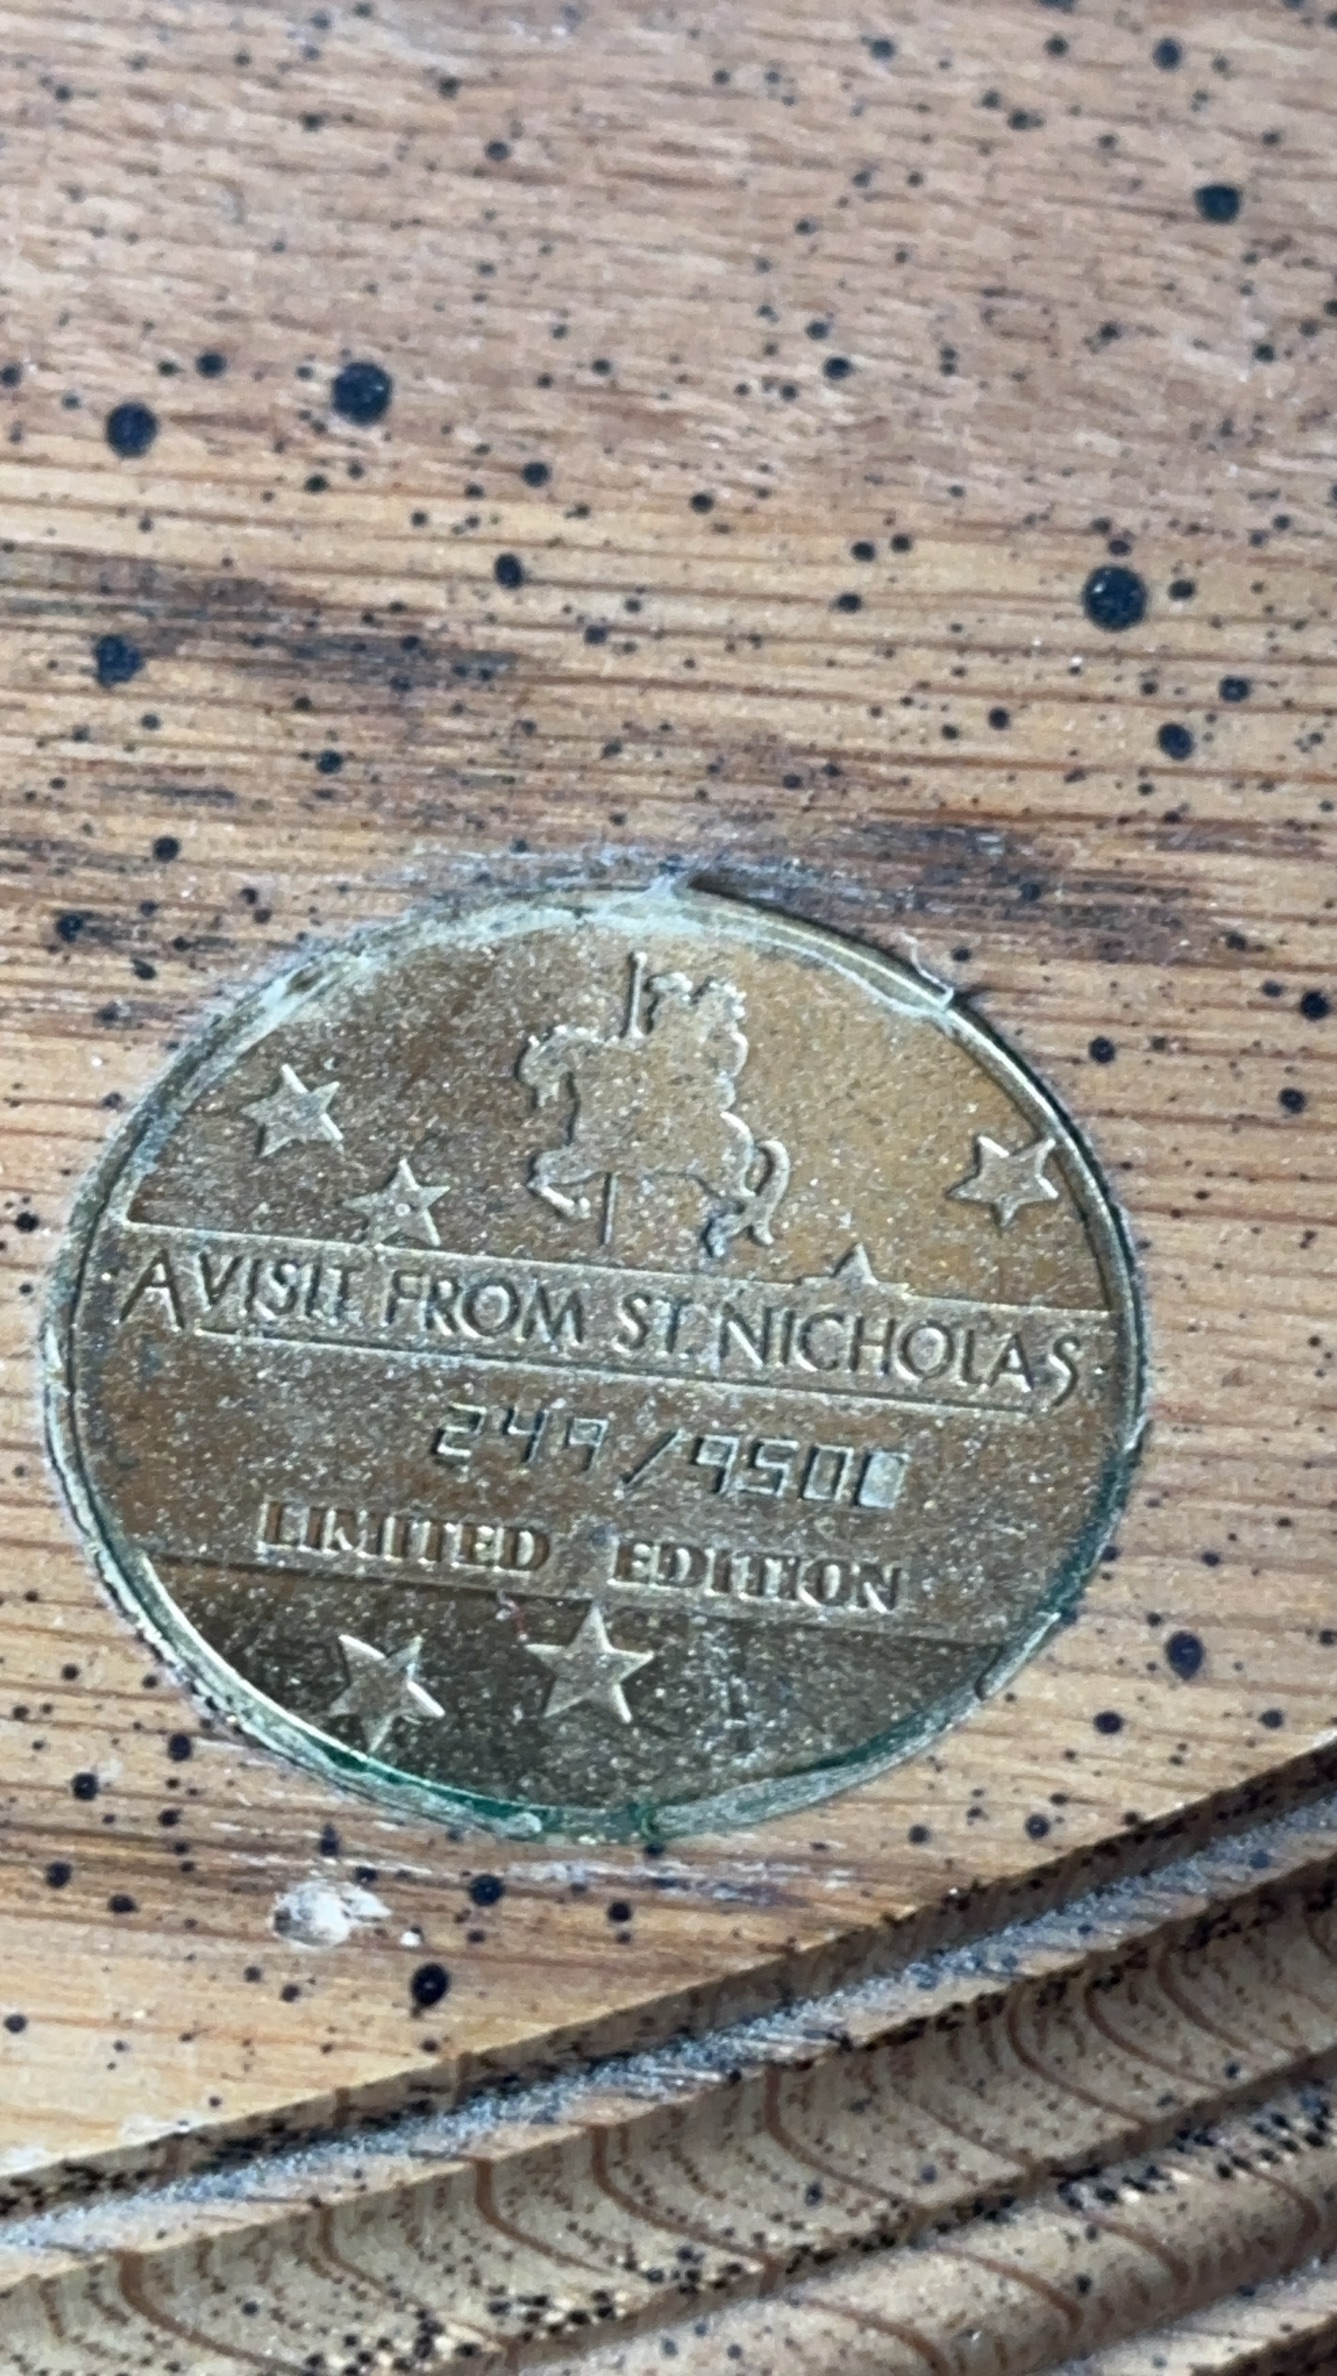 A VISIT FROM ST. NICHOLAS
249/9500
LIMITED EDITION